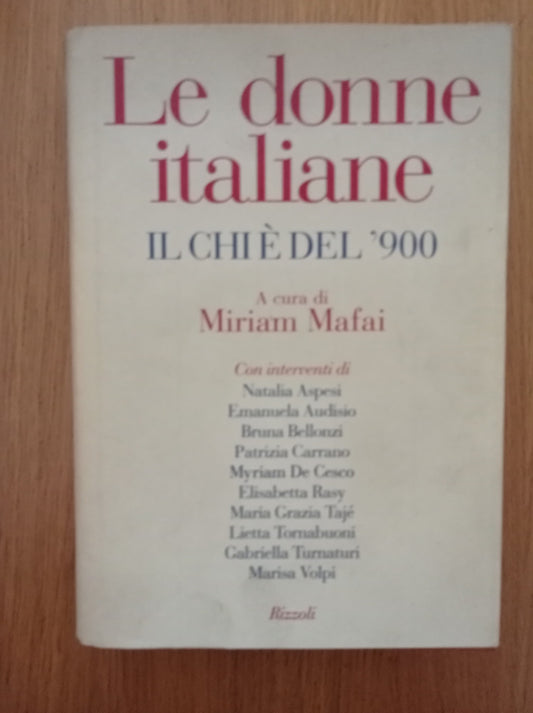 Le donne
italiane
IL CHI È DEL '900
A cura di
Miriam Mafai
Con interventi di
Natalia Aspesi
Emanuela Audisio
Bruna Bellonzi
Patrizia Carrano
Myriam De Cesco
Elisabetta Rasy
Maria Grazia Tajé
Lietta Tornabuoni
Gabriella Turnaturi
Marisa Volpi
Rizzoli